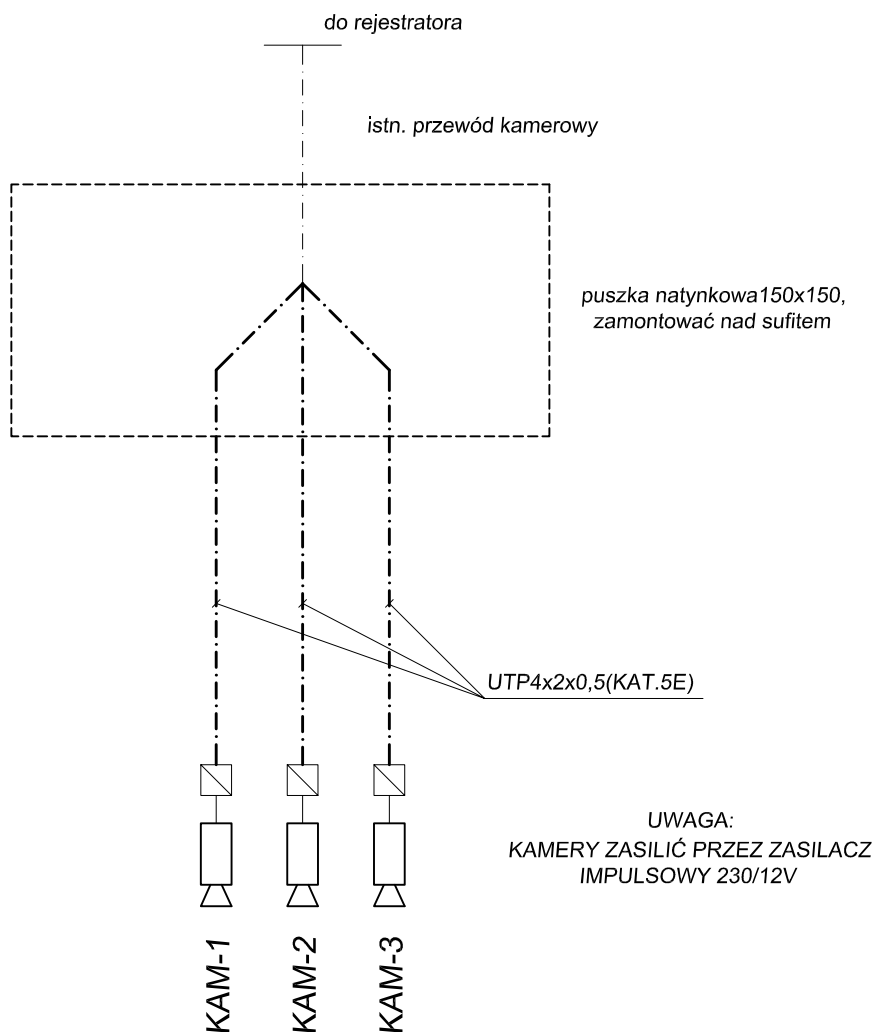 do rejestratora
istn. przewód kamerowy
puszka natynkowa150x150,
zamontować nad sufitem
UTP4x2x0,5(KAT.5E)
UWAGA:
KAMERY ZASILIĆ PRZEZ ZASILACZ
IMPULSOWY 230/12V
KAM-1
KAM-2
KAM-3